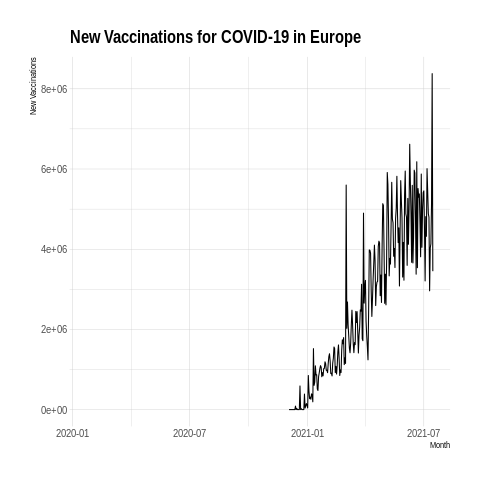 New Vaccinations for COVID-19 in Europe
New Vaccinations
8e+06
6e+06
4e+06
2e+06
0e+00
2020-01 2020-07 2021-01 2021-07
Month